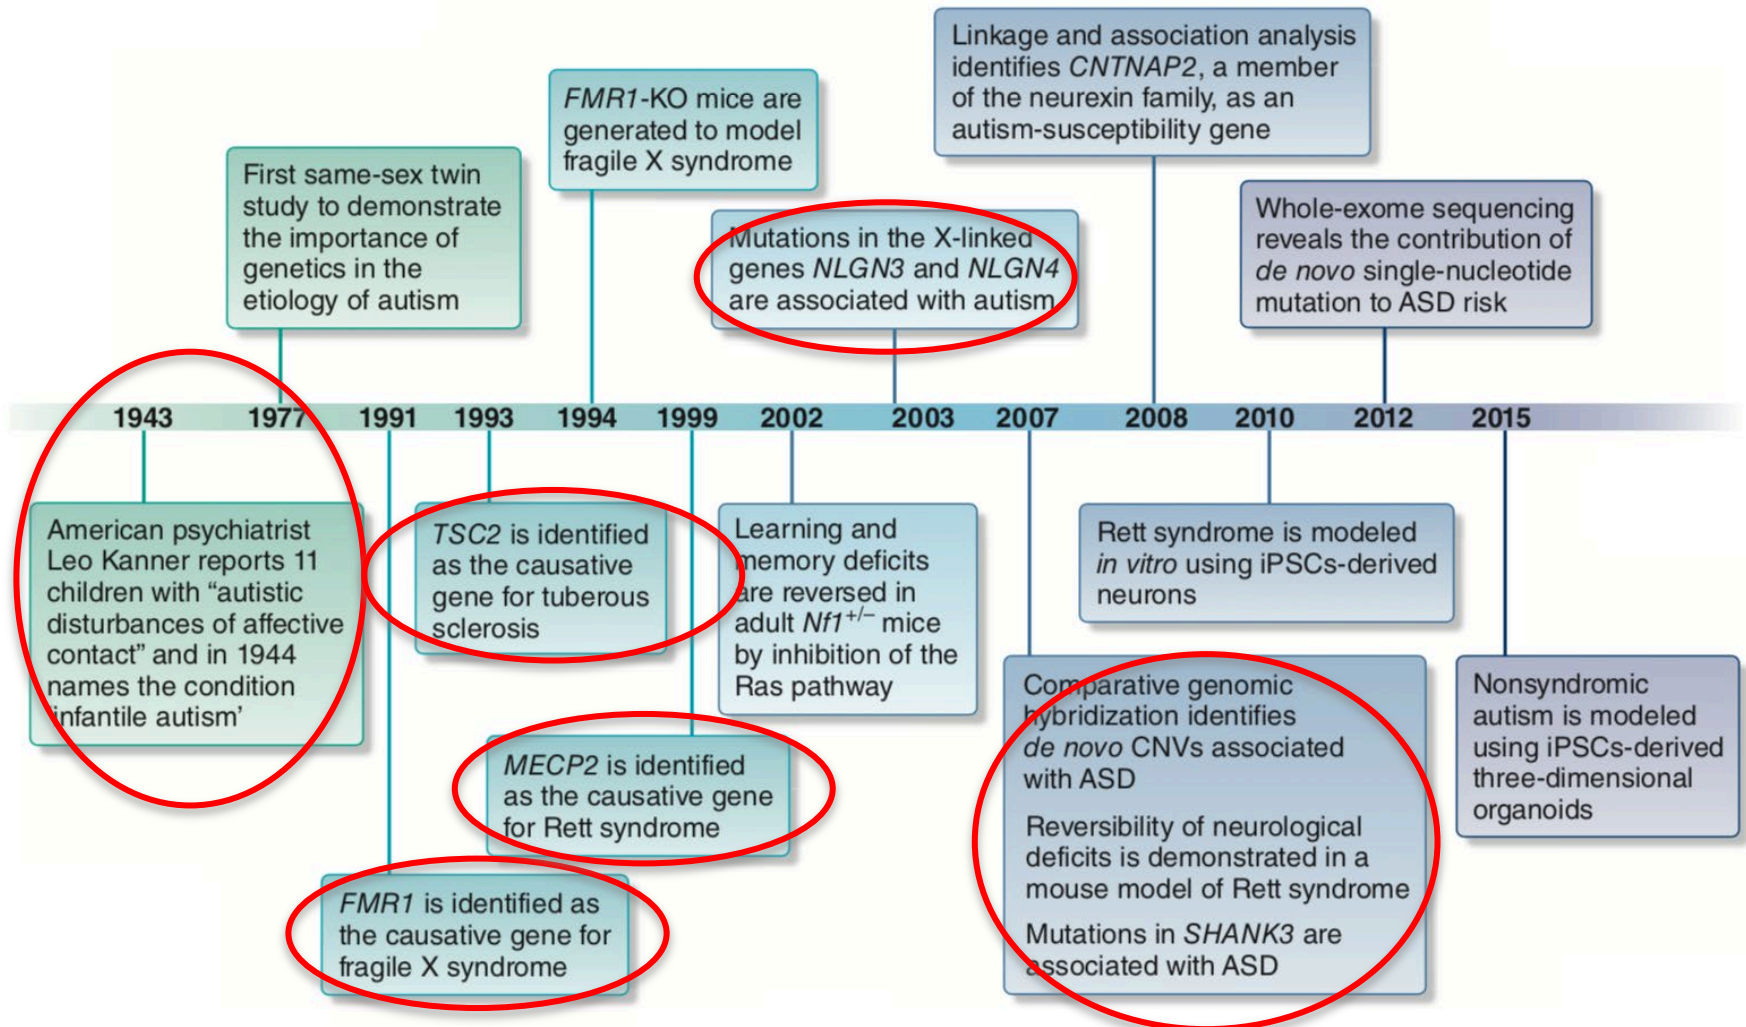 Linkage and association analysis
identifies CNTNAP2, a member
of the neurexin family, as an
autism-susceptibility gene
FMR1-KO mice are
generated to model
fragile X syndrome
First same-sex twin
study to demonstrate
the importance of
genetics in the
etiology of autism
Mutations in the X-linked
genes NLGN3 and NLGN4
are associated with autism
Whole-exome sequencing
reveals the contribution of
de novo single-nucleotide
mutation to ASD risk
1943 1977 1991 1993 1994 1999 2002 2003 2007 2008 2010 2012 2015
American psychiatrist
Leo Kanner reports 11
children with “autistic
disturbances of affective
contact” and in 1944
names the condition
‘infantile autism’
TSC2 is identified
as the causative
gene for tuberous
sclerosis
Learning and
memory deficits
are reversed in
adult Nf1+/– mice
by inhibition of the
Ras pathway
Rett syndrome is modeled
in vitro using iPSCs-derived
neurons
Comparative genomic
hybridization identifies
de novo CNVs associated
with ASD
Reversibility of neurological
deficits is demonstrated in a
mouse model of Rett syndrome
Mutations in SHANK3 are
associated with ASD
Nonsyndromic
autism is modeled
using iPSCs-derived
three-dimensional
organoids
MECP2 is identified
as the causative gene
for Rett syndrome
FMR1 is identified as
the causative gene for
fragile X syndrome